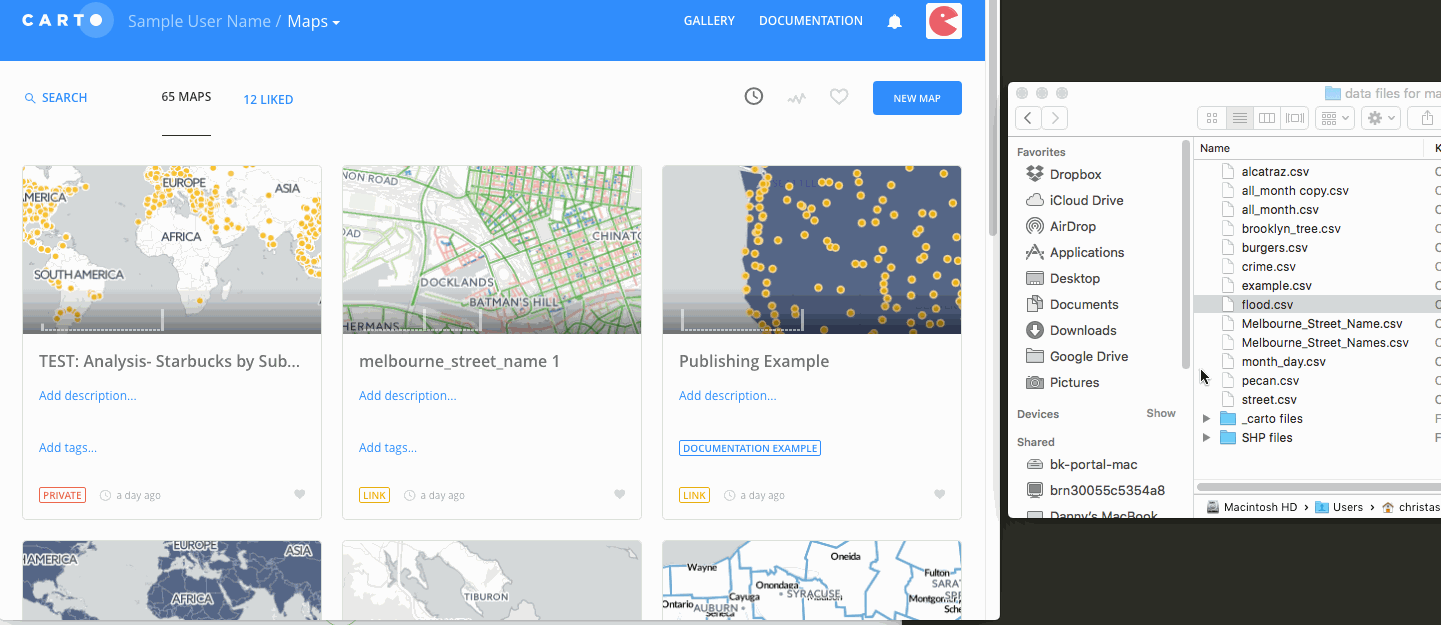 CARTO
Sample User Name / Maps
GALLERY
DOCUMENTATION
SEARCH
65 MAPS
12 LIKED
NEW MAP
EUROPE
ASIA
MERICA
AFRICA
SOUTH AMERICA
TEST: Analysis- Starbucks by Sub...
Add description...
Add tags...
PRIVATE
a day ago
NON ROAD
OAD
CHINATO
DOCKLANDS
BATMAN'S HILL
HERMANS
melbourne_street_name 1
Add description...
Add tags...
LINK
a day ago
Publishing Example
Add description...
DOCUMENTATION EXAMPLE
LINK
a day ago
EUROPE
ASIA
AMERICA
AFRICA
TIBURON
Oneida
Wayne
Fulton
Onondaga
SARAT
SYRACUSE
Madison
Ontario
Cayuga
Montgomery
AUBURN
Sche
data files for ma
Name
K
Favorites
Dropbox
iCloud Drive
AirDrop
Applications
Desktop
Documents
Downloads
Google Drive
Pictures
Devices
Show
Shared
bk-portal-mac
brn30055c5354a8
Danny's MacBook
alcatraz.csv
all_month copy.csv
all_month.csv
brooklyn_tree.csv
burgers.csv
crime.csv
example.csv
flood.csv
Melbourne_Street_Name.csv
Melbourne_Street_Names.csv
month_day.csv
pecan.csv
street.csv
_carto files
SHP files
Macintosh HD
Users
christas